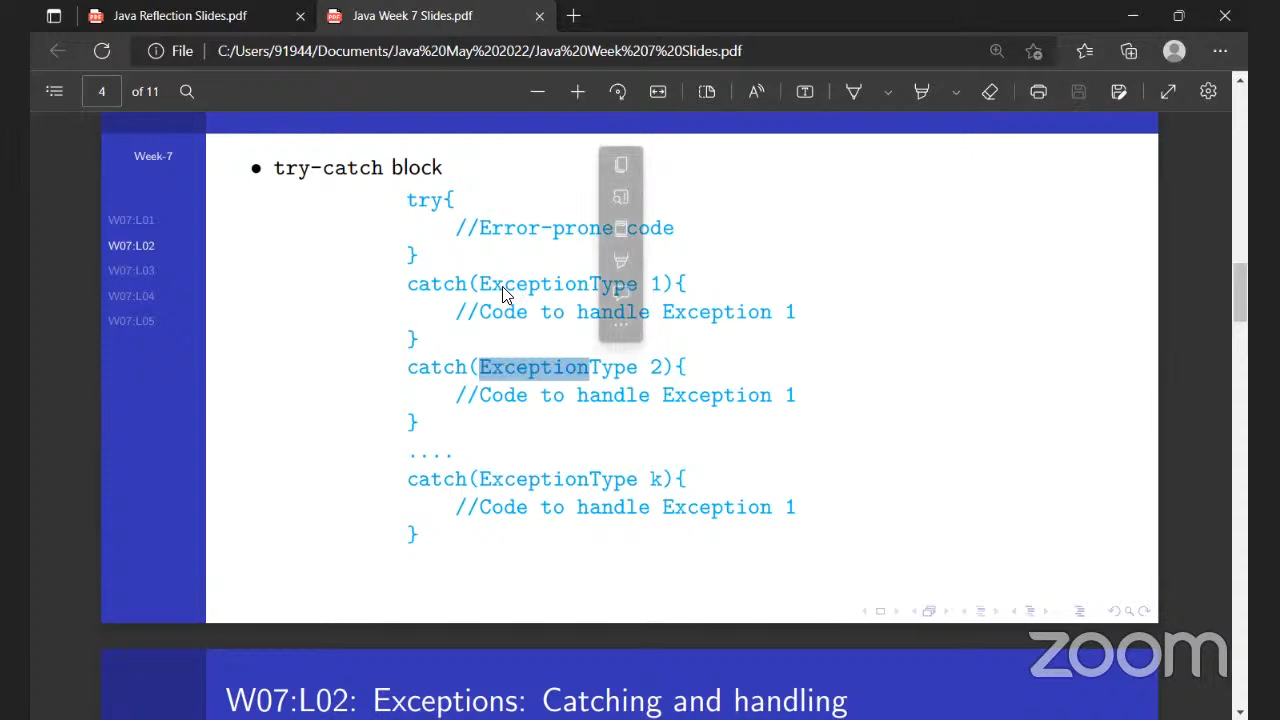 Java Reflection Slides.pdf
Java Week 7 Slides.pdf
File
C:/Users/91944/Documents/Java%20May%202022/Java%20Week%207%20Slides.pdf
4
of 11
Week-7
W07:L01
W07:L02
W07:L03
W07:L04
W07:L05
• try-catch block
try{
//Error-prone code
}
catch(ExceptionType 1){
//Code to handle Exception 1
}
catch(ExceptionType 2){
//Code to handle Exception 1
}
....
catch(ExceptionType k){
//Code to handle Exception 1
}
zoom
W07:L02: Exceptions: Catching and handling